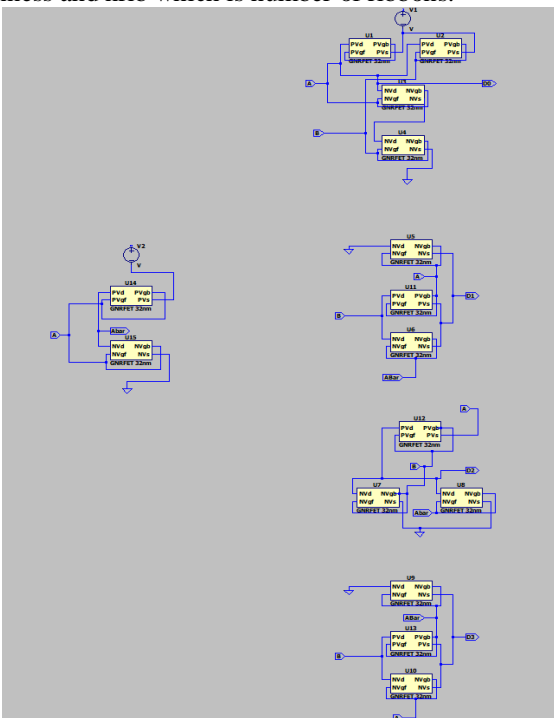 V1
V
U1
U2
PVd PVgb
PVgf PVs
GNRFET 32nm
PVd PVgb
PVgf PVs
GNRFET 32nm
A
D0
NVd NVgb
NVgf NVs
GNRFET 32nm
B
U4
NVd NVgb
NVgf NVs
GNRFET 32nm
V2
V
U14
PVd PVgb
PVgf PVs
GNRFET 32nm
A
Abar
U15
NVd NVgb
NVgf NVs
GNRFET 32nm
U5
NVd NVgb
NVgf NVs
GNRFET 32nm
A
U11
PVd PVgb
PVgf PVs
GNRFET 32nm
D1
B
U6
NVd NVgb
NVgf NVs
GNRFET 32nm
ABar
A
U12
PVd PVgb
PVgf PVs
GNRFET 32nm
B
D2
U7
NVd NVgb
NVgf NVs
GNRFET 32nm
Abar
U8
NVd NVgb
NVgf NVs
GNRFET 32nm
U9
NVd NVgb
NVgf NVs
GNRFET 32nm
ABar
U13
PVd PVgb
PVgf PVs
GNRFET 32nm
D3
B
U10
NVd NVgb
NVgf NVs
GNRFET 32nm